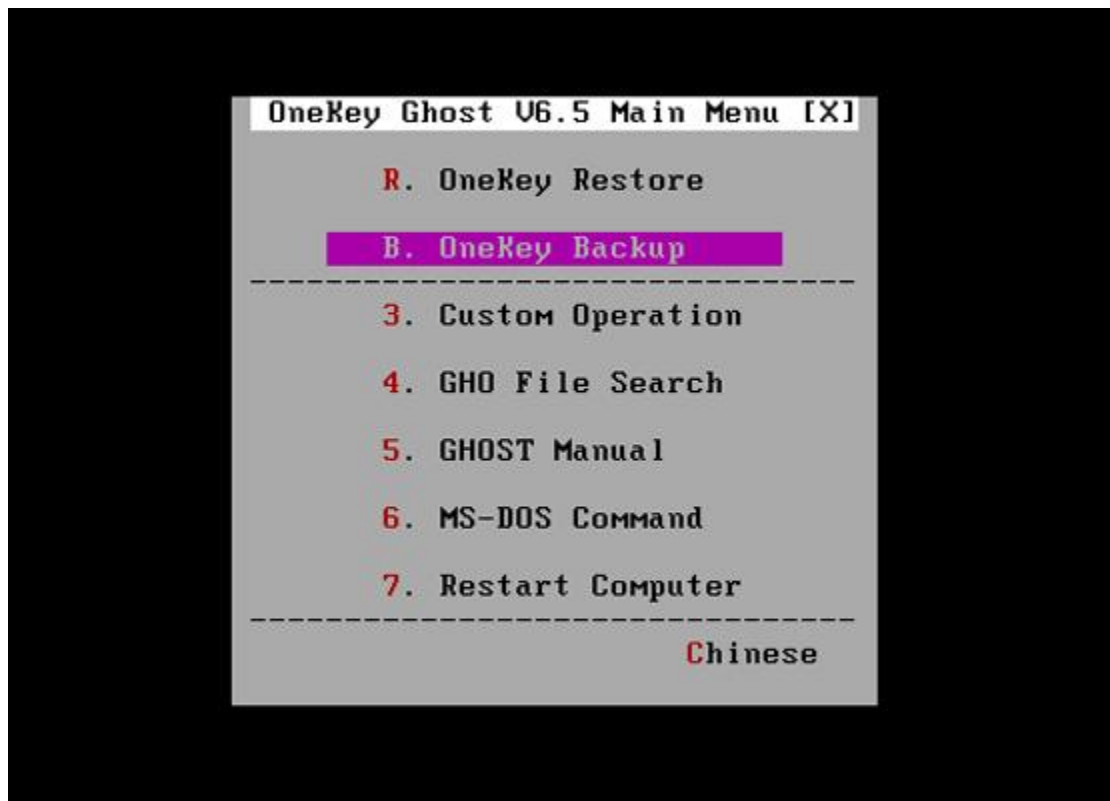 OneKey Ghost V6.5 Main Menu [X]
R. OneKey Restore
B. OneKey Backup
--------------------------------
3. Custom Operation
4. GHO File Search
5. GHOST Manual
6. MS-DOS Command
7. Restart Computer
--------------------------------
Chinese